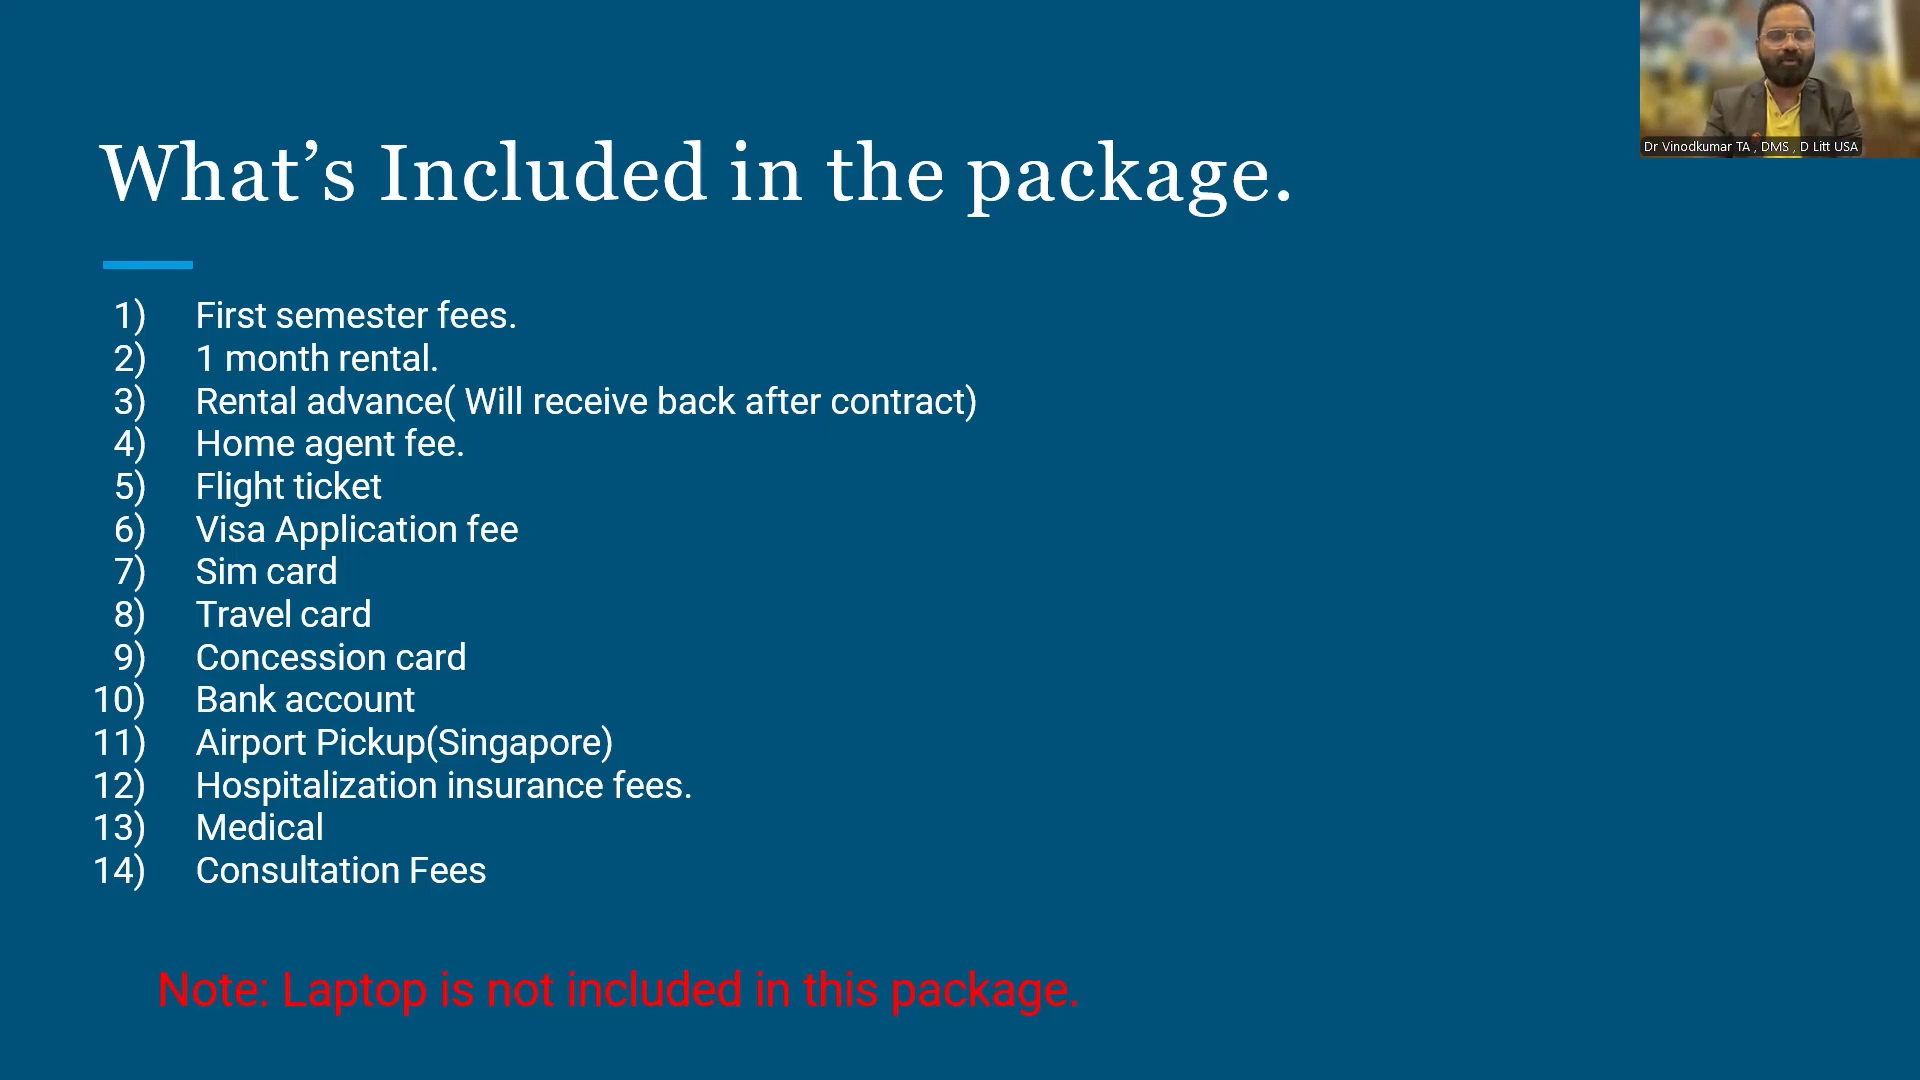 What’s Included in the package.
Dr Vinodkumar TA , DMS , D Litt USA
1) First semester fees.
2) 1 month rental.
3) Rental advance( Will receive back after contract)
4) Home agent fee.
5) Flight ticket
6) Visa Application fee
7) Sim card
8) Travel card
9) Concession card
10) Bank account
11) Airport Pickup(Singapore)
12) Hospitalization insurance fees.
13) Medical
14) Consultation Fees
Note: Laptop is not included in this package.